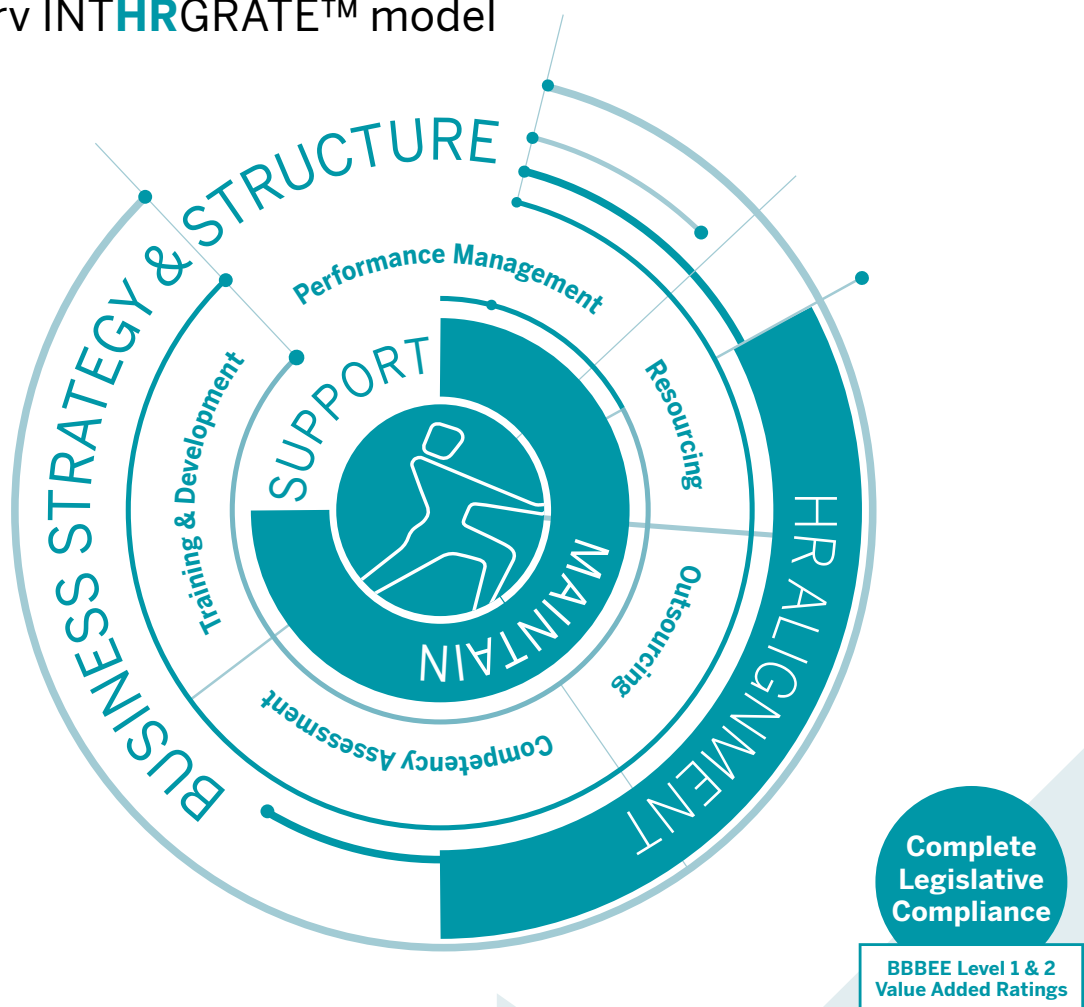 INTHRGRATE™ model
BUSINESS STRATEGY & STRUCTURE
Performance Management
Resourcing
Outsourcing
Competency Assessment
Training & Development
SUPPORT
MAINTAIN
HR ALIGNMENT
Complete
Legislative
Compliance
BBBEE Level 1 & 2
Value Added Ratings